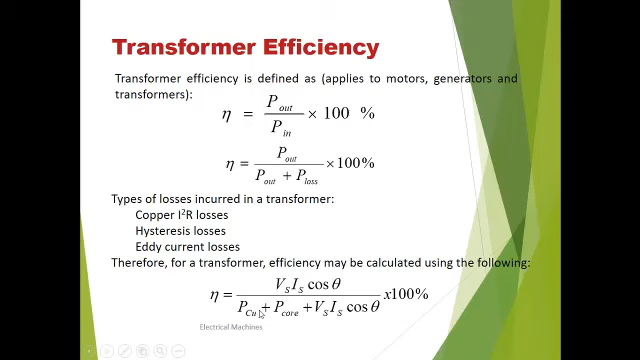 Transformer Efficiency
Transformer efficiency is defined as (applies to motors, generators and
transformers):
η = P_out / P_in × 100 %
η = P_out / (P_out + P_loss) × 100%
Types of losses incurred in a transformer:
Copper I²R losses
Hysteresis losses
Eddy current losses
Therefore, for a transformer, efficiency may be calculated using the following:
η = V_S I_S cos θ / (P_Cu + P_core + V_S I_S cos θ) x100%
Electrical Machines